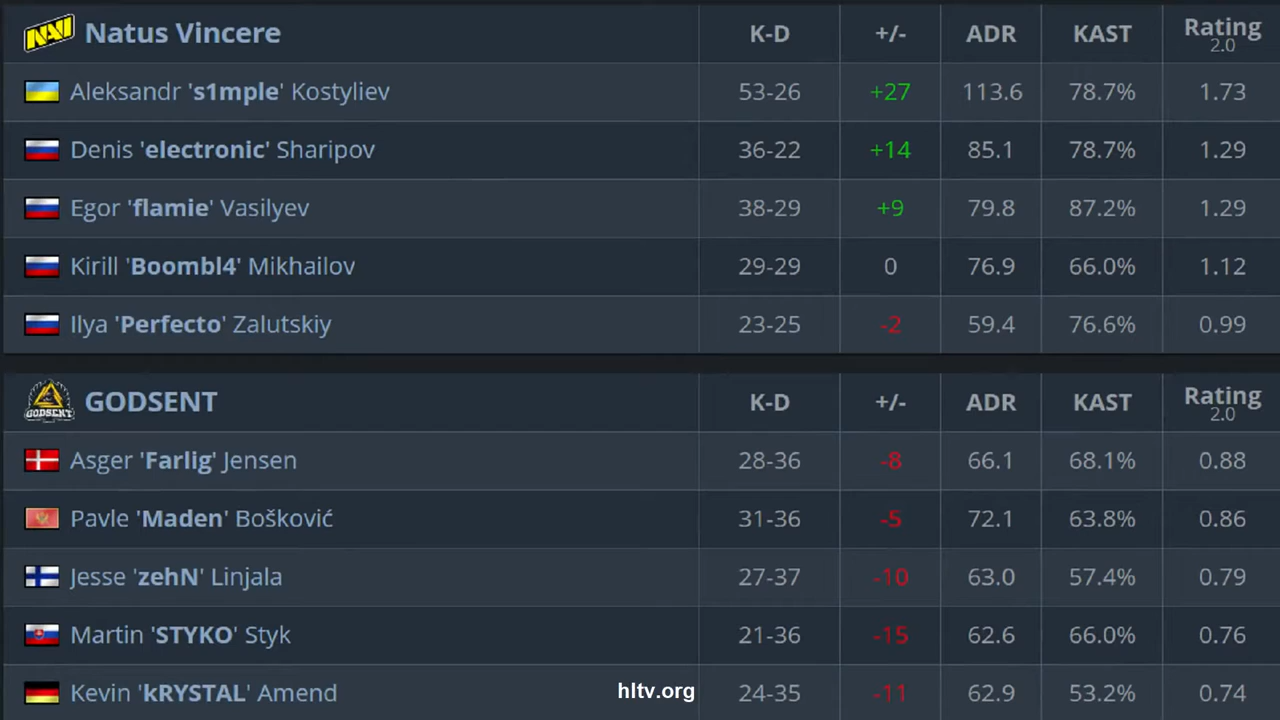 NAVI Natus Vincere K-D +/- ADR KAST Rating 2.0
Aleksandr 's1mple' Kostyliev 53-26 +27 113.6 78.7% 1.73
Denis 'electronic' Sharipov 36-22 +14 85.1 78.7% 1.29
Egor 'flamie' Vasilyev 38-29 +9 79.8 87.2% 1.29
Kirill 'Boombl4' Mikhailov 29-29 0 76.9 66.0% 1.12
Ilya 'Perfecto' Zalutskiy 23-25 -2 59.4 76.6% 0.99
GODSENT GODSENT K-D +/- ADR KAST Rating 2.0
Asger 'Farlig' Jensen 28-36 -8 66.1 68.1% 0.88
Pavle 'Maden' Bošković 31-36 -5 72.1 63.8% 0.86
Jesse 'zehN' Linjala 27-37 -10 63.0 57.4% 0.79
Martin 'STYKO' Styk 21-36 -15 62.6 66.0% 0.76
Kevin 'kRYSTAL' Amend hltv.org 24-35 -11 62.9 53.2% 0.74